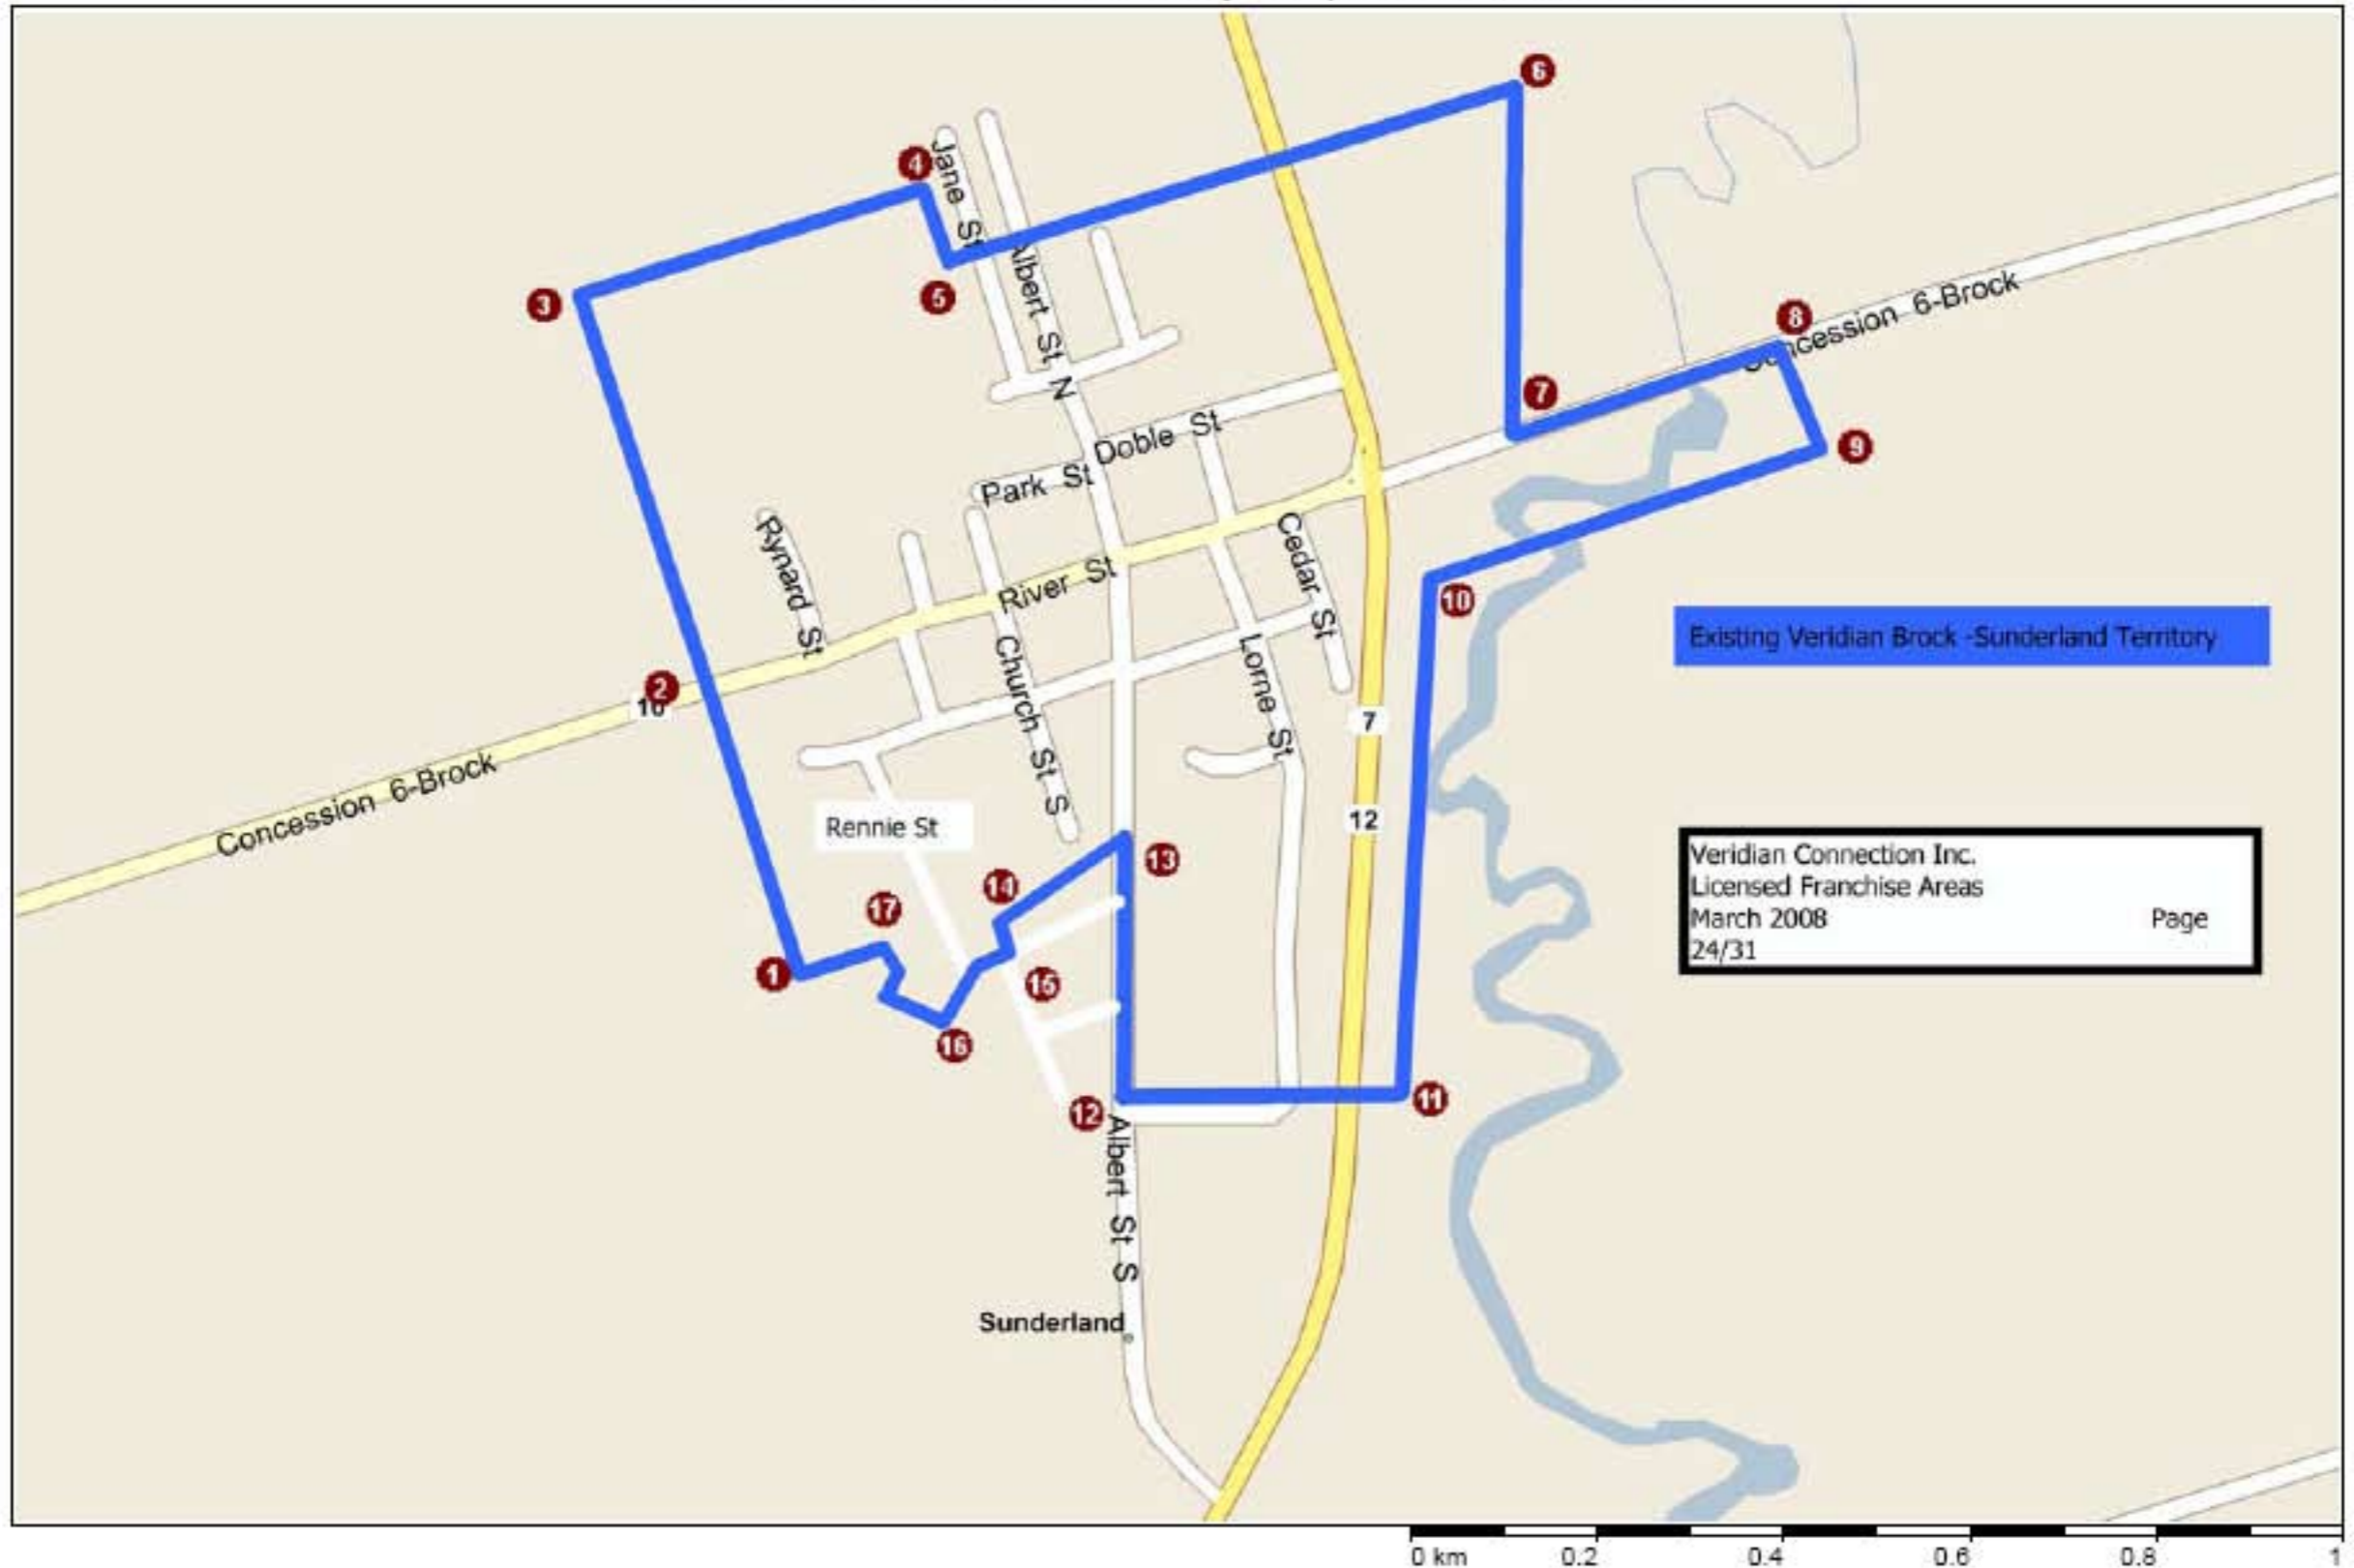 6
4
Jane St
3
5
Albert St N
8
Concession 6-Brock
7
9
Doble St
Park St
Rynard St
Cedar St
River St
10
Existing Veridian Brock -Sunderland Territory
Church St S
Lorne St
2
10
7
Concession 6-Brock
12
Rennie St
13
Veridian Connection Inc.
Licensed Franchise Areas
March 2008 Page
24/31
14
17
1
15
16
12
11
Albert St S
Sunderland
0 km 0.2 0.4 0.6 0.8 1